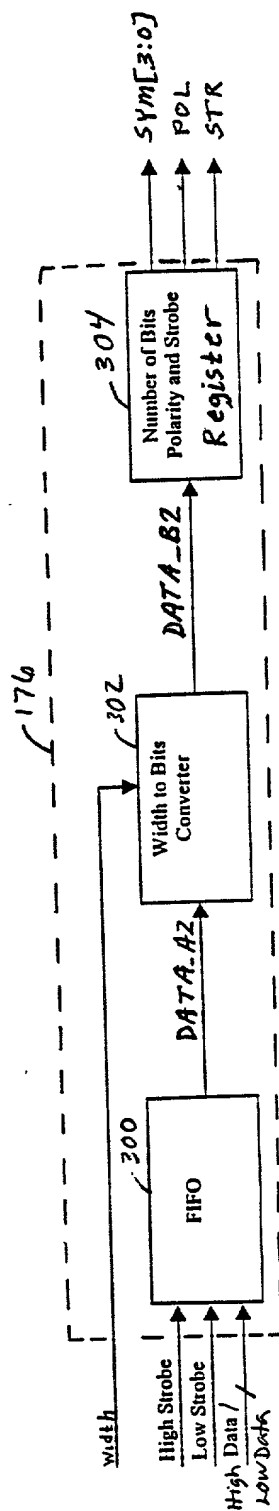 176
Width
High Strobe
Low Strobe
High Data/
Low Data
300
FIFO
DATA_A2
302
Width to Bits
Converter
DATA_B2
304
Number of Bits
Polarity and Strobe
Register
SYM[3:0]
POL
STR